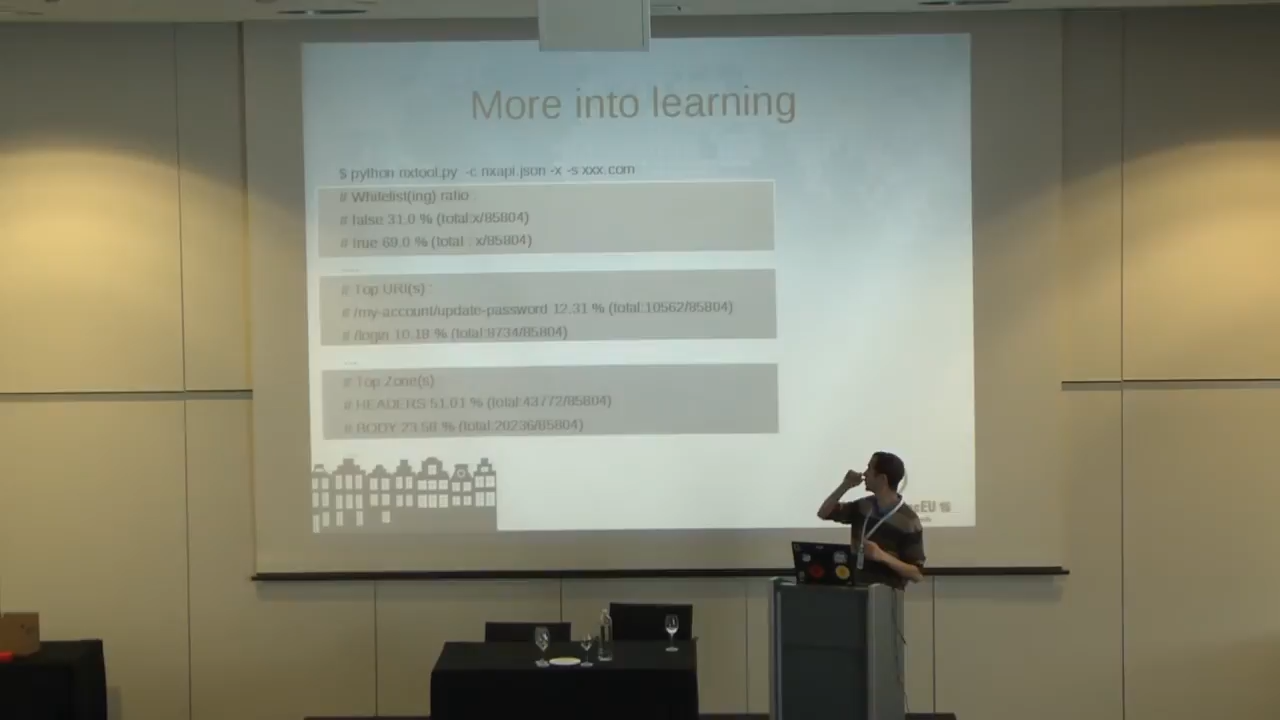 More into learning
$ python nxtool.py -c nxapi.json -x -s xxx.com
# Whitelist(ing) ratio :
# false 31.0 % (total:x/85804)
# true 69.0 % (total : x/85804)
....
# Top URI(s) :
# /my-account/update-password 12.31 % (total:10562/85804)
# /login 10.18 % (total:8734/85804)
....
# Top Zone(s)
# HEADERS 51.01 % (total:43772/85804)
# BODY 23.58 % (total:20236/85804)
EU 15